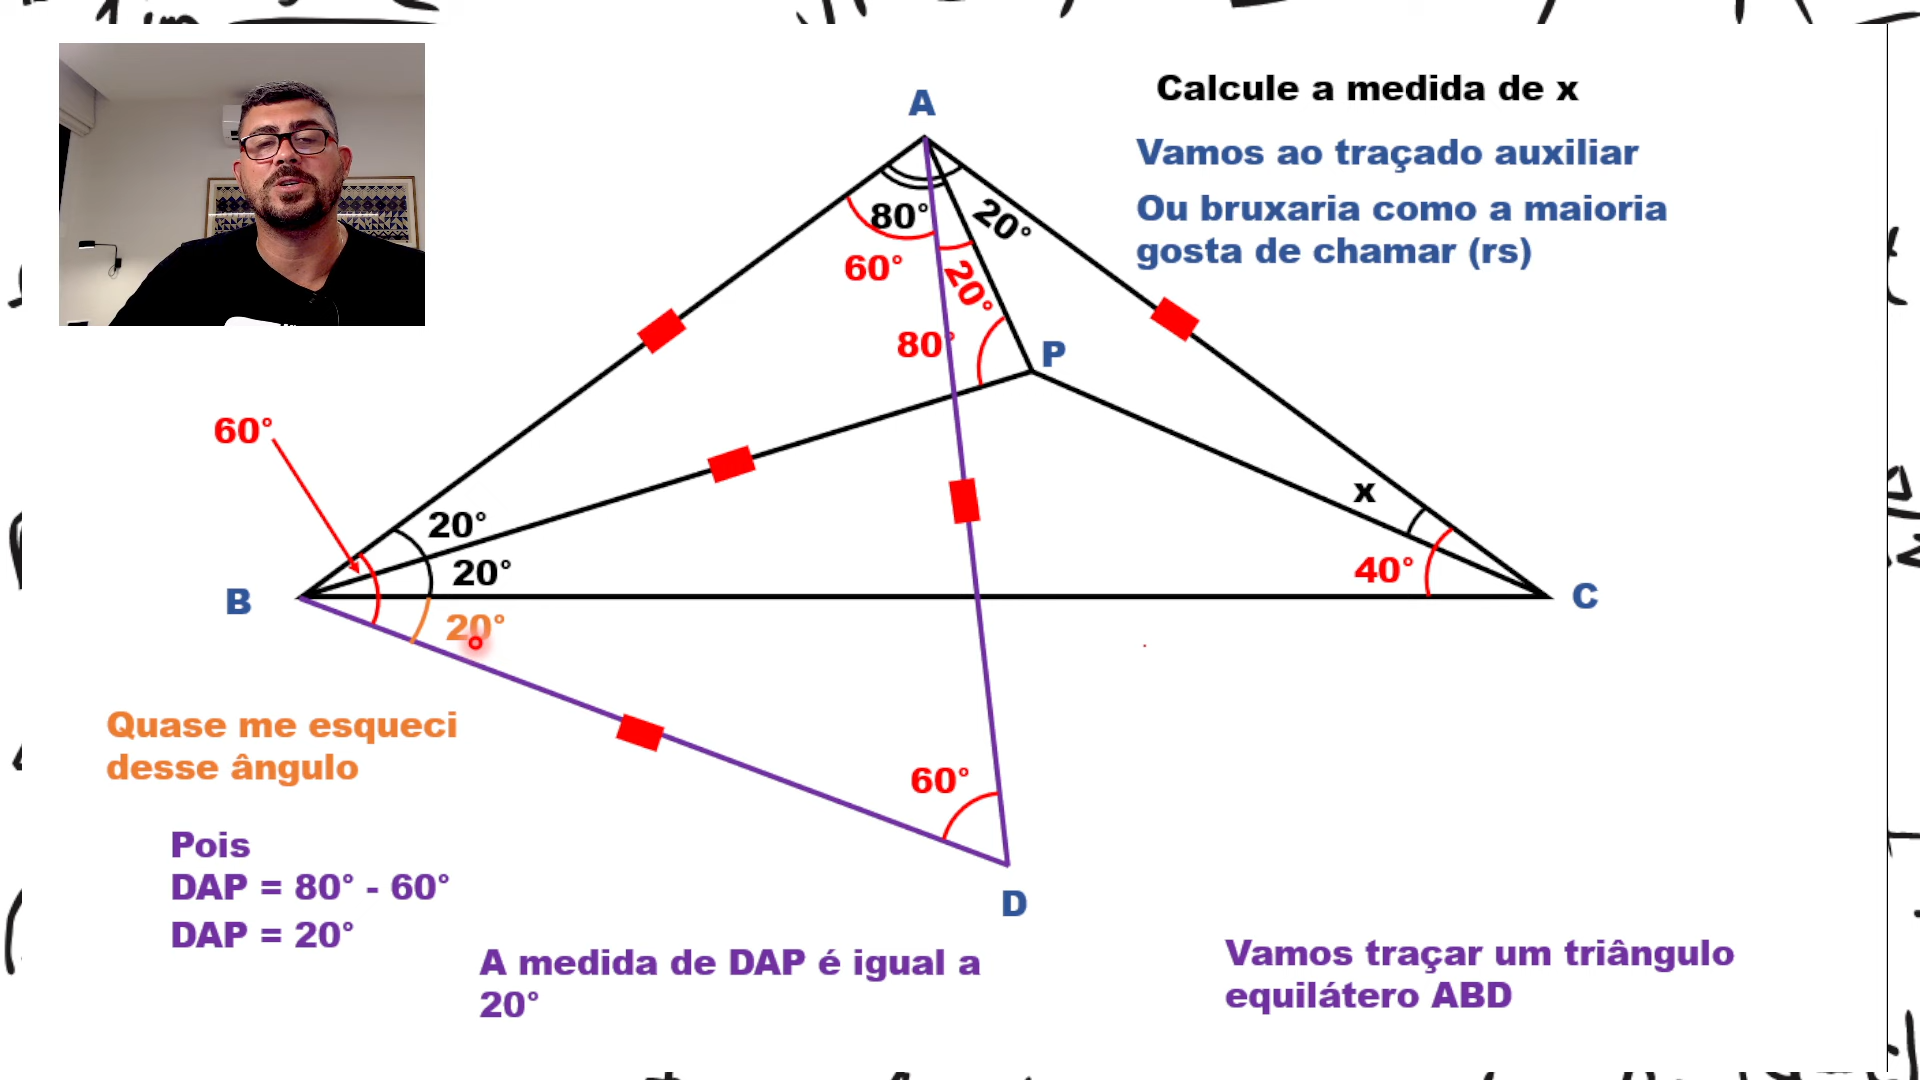 Calcule a medida de x
Vamos ao traçado auxiliar
Ou bruxaria como a maioria
gosta de chamar (rs)
A
80°
20°
60°
20°
80°
P
60°
20°
20°
x
40°
B
C
20°
Quase me esqueci
desse ângulo
60°
Pois
DAP = 80° - 60°
DAP = 20°
D
A medida de DAP é igual a
20°
Vamos traçar um triângulo
equilátero ABD